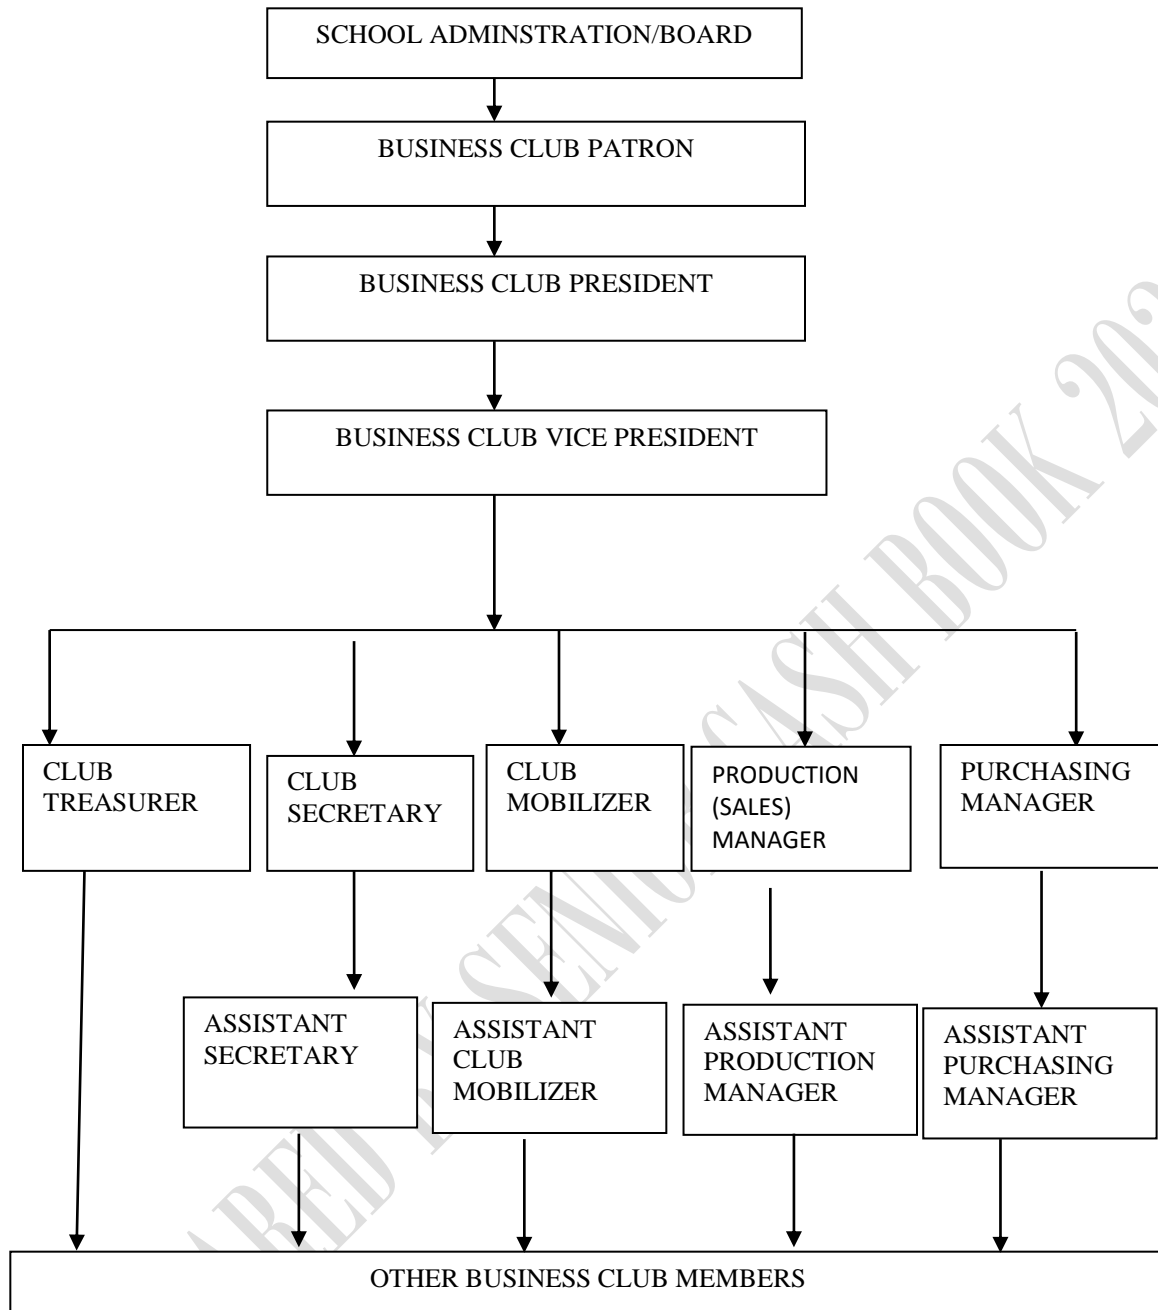 SCHOOL ADMINSTRATION/BOARD
BUSINESS CLUB PATRON
BUSINESS CLUB PRESIDENT
BUSINESS CLUB VICE PRESIDENT
CLUB
TREASURER
CLUB
SECRETARY
CLUB
MOBILIZER
PRODUCTION
(SALES)
MANAGER
PURCHASING
MANAGER
ASSISTANT
SECRETARY
ASSISTANT
CLUB
MOBILIZER
ASSISTANT
PRODUCTION
MANAGER
ASSISTANT
PURCHASING
MANAGER
OTHER BUSINESS CLUB MEMBERS
CASH BOOK